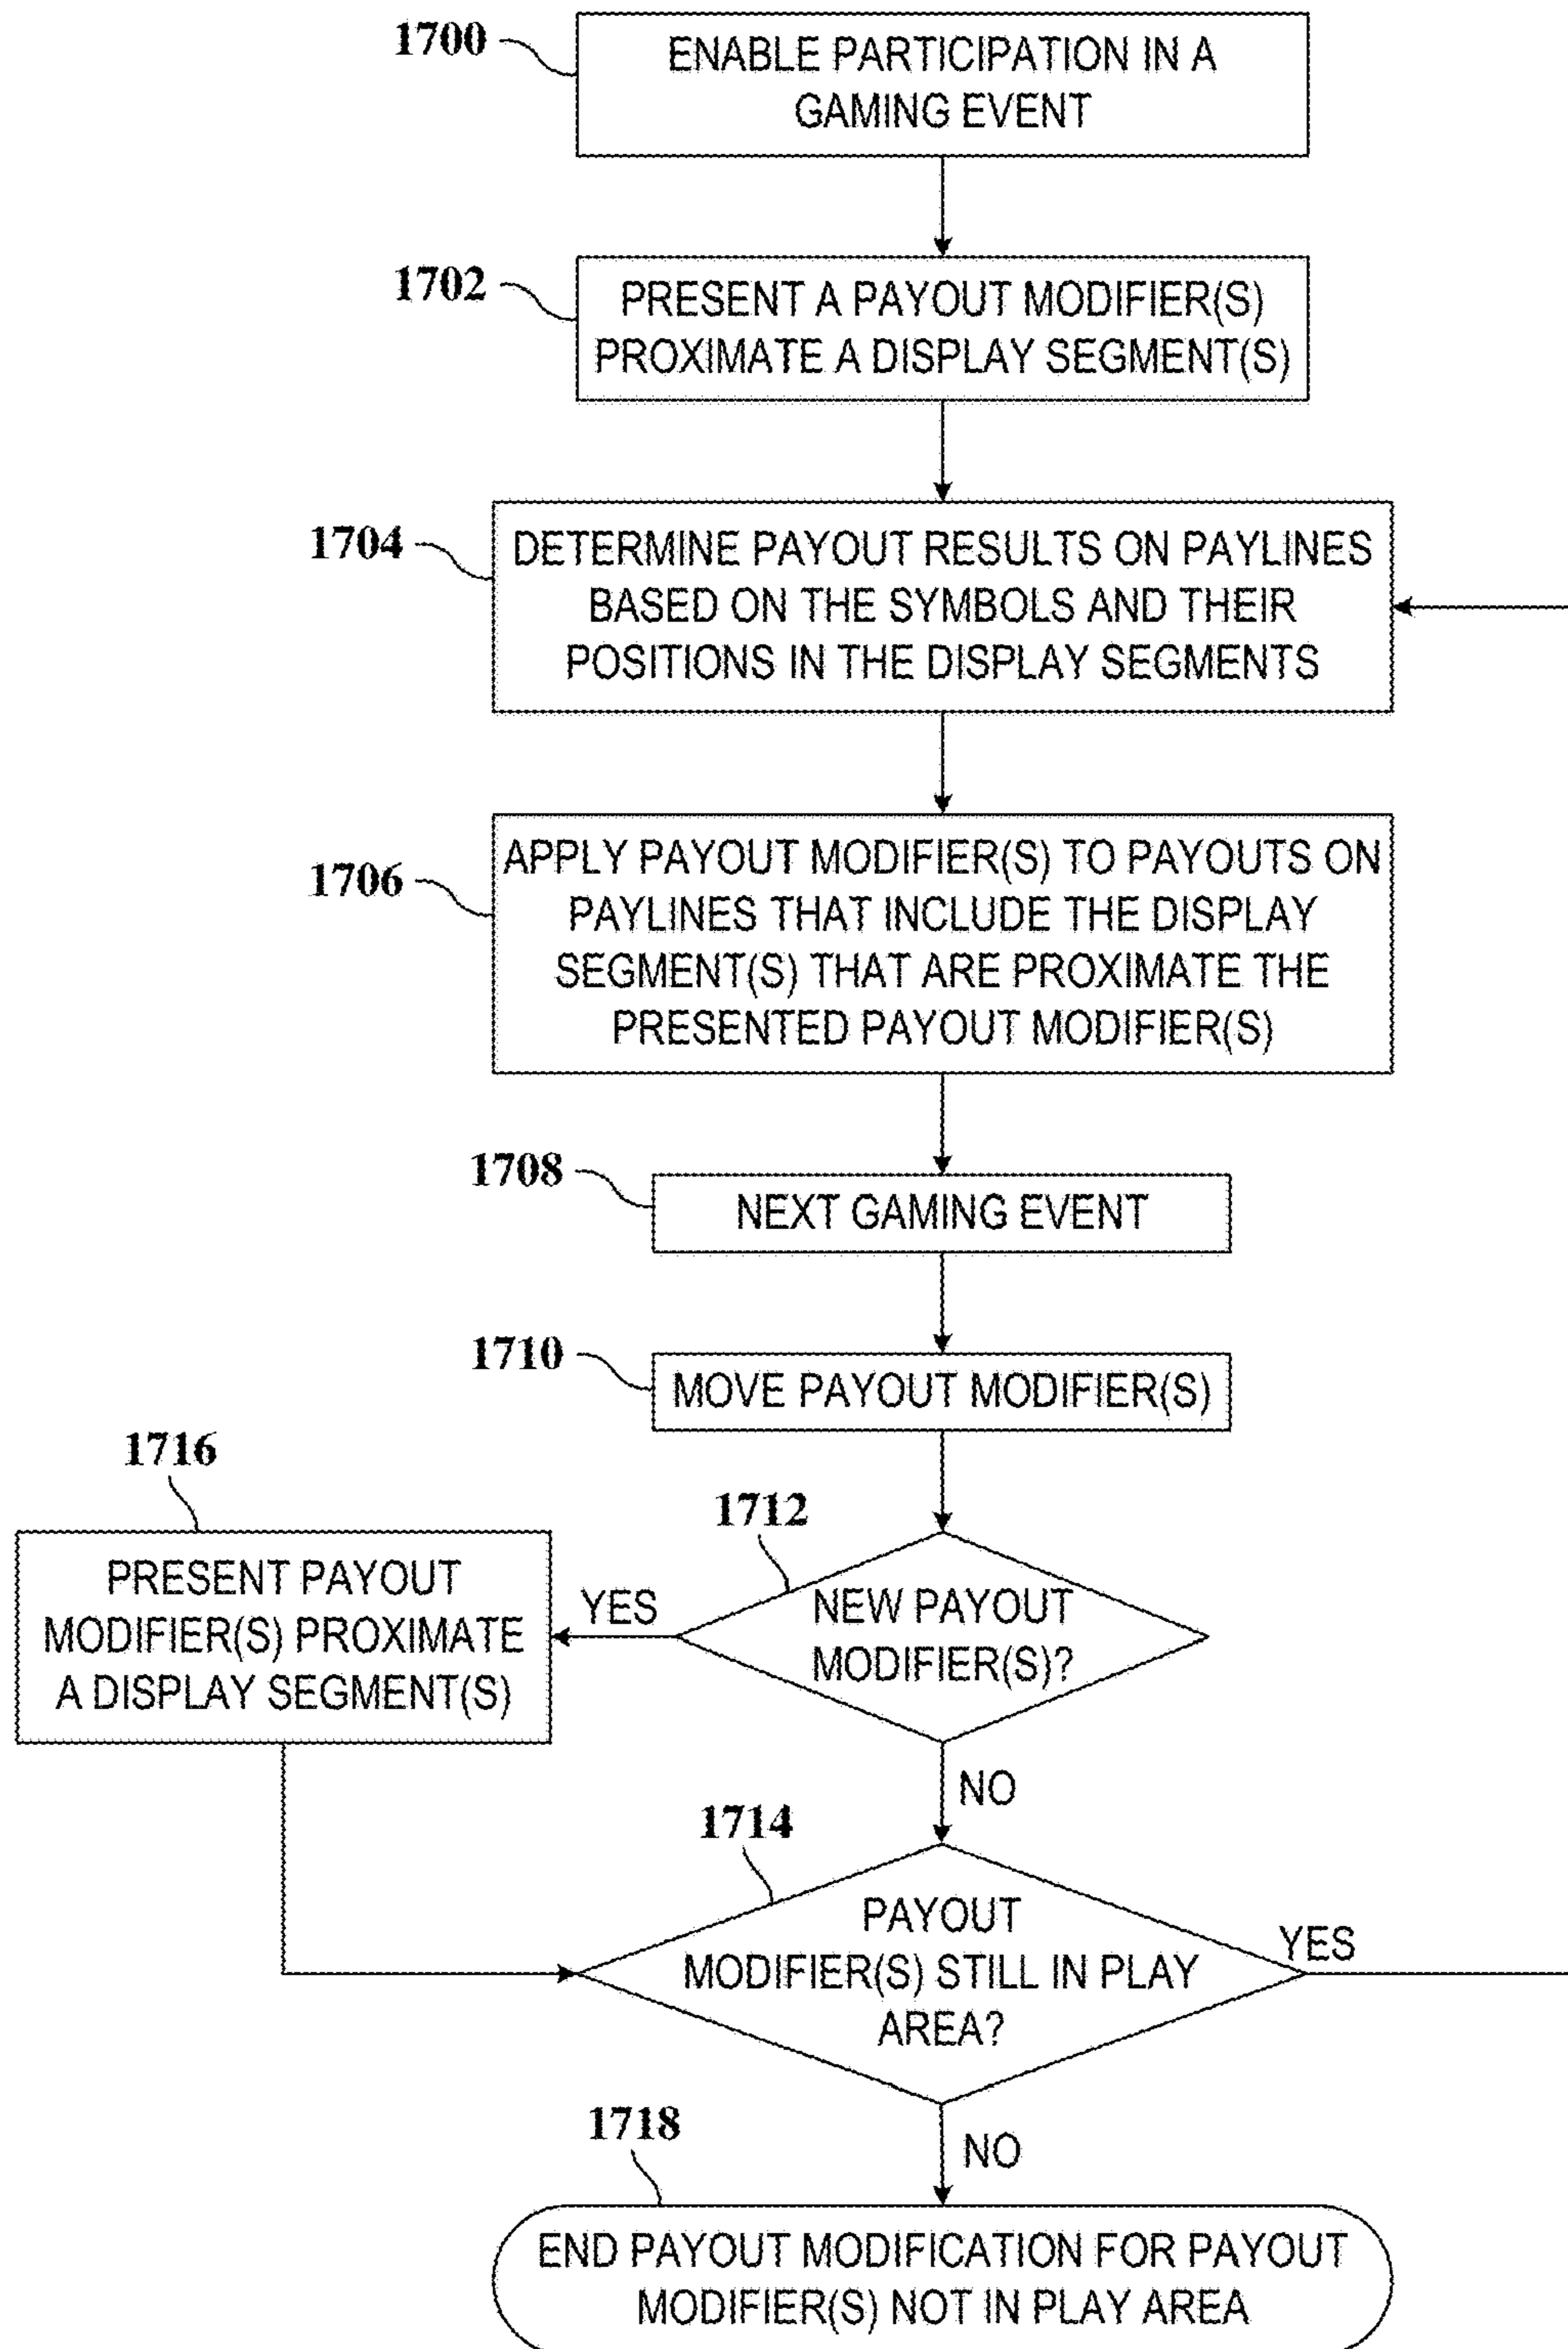 1700
ENABLE PARTICIPATION IN A
GAMING EVENT
1702
PRESENT A PAYOUT MODIFIER(S)
PROXIMATE A DISPLAY SEGMENT(S)
1704
DETERMINE PAYOUT RESULTS ON PAYLINES
BASED ON THE SYMBOLS AND THEIR
POSITIONS IN THE DISPLAY SEGMENTS
1706
APPLY PAYOUT MODIFIER(S) TO PAYOUTS ON
PAYLINES THAT INCLUDE THE DISPLAY
SEGMENT(S) THAT ARE PROXIMATE THE
PRESENTED PAYOUT MODIFIER(S)
1708
NEXT GAMING EVENT
1710
MOVE PAYOUT MODIFIER(S)
1712
NEW PAYOUT
MODIFIER(S)?
YES
1716
PRESENT PAYOUT
MODIFIER(S) PROXIMATE
A DISPLAY SEGMENT(S)
NO
1714
PAYOUT
MODIFIER(S) STILL IN PLAY
AREA?
YES
NO
1718
END PAYOUT MODIFICATION FOR PAYOUT
MODIFIER(S) NOT IN PLAY AREA